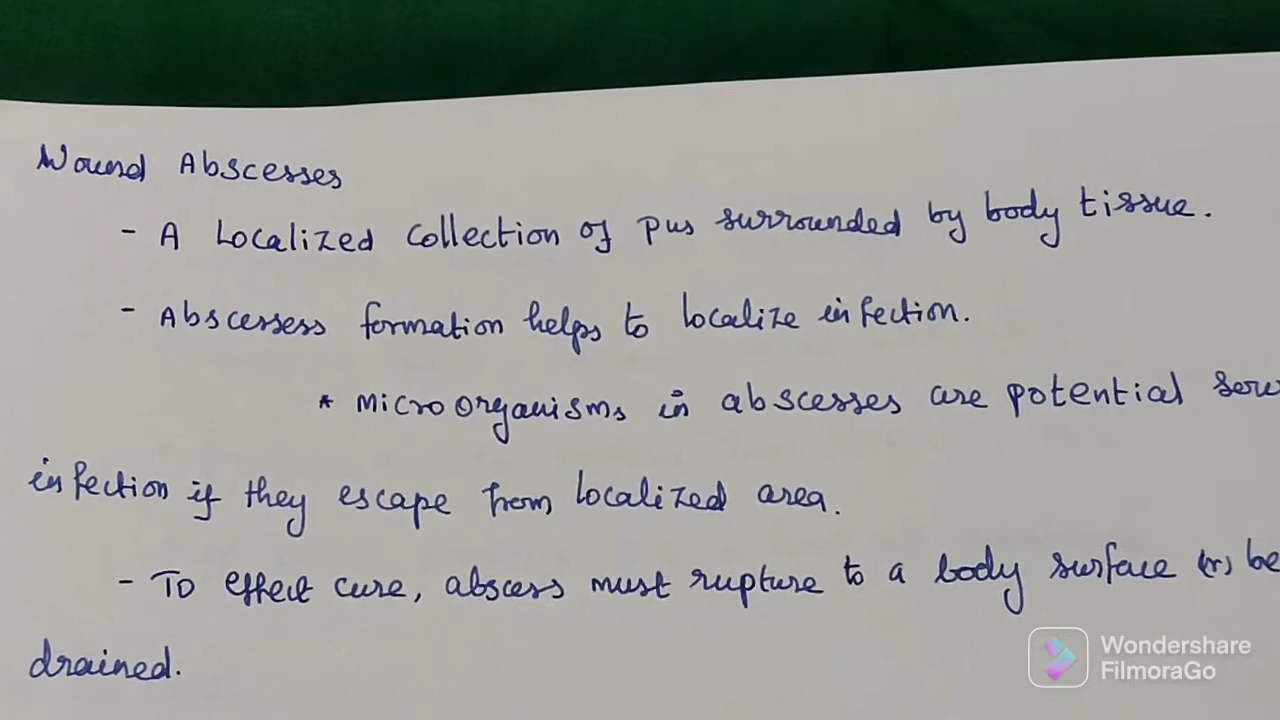 Wound Abscesses
- A Localized collection of pus surrounded by body tissue.
- Abscessess formation helps to localize infection.
* Microorganisms in abscesses are potential
infection if they escape from localized area.
- To effect cure, abscess must rupture to a body surface (r) be
drained.
Wondershare
FilmoraGo